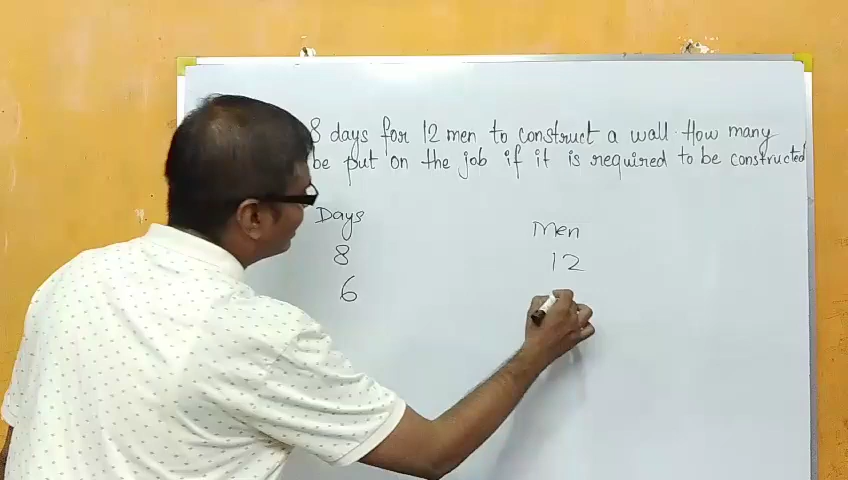 8 days for 12 men to construct a wall. How many
be put on the job if it is required to be constructed
Days
Men
8
12
6